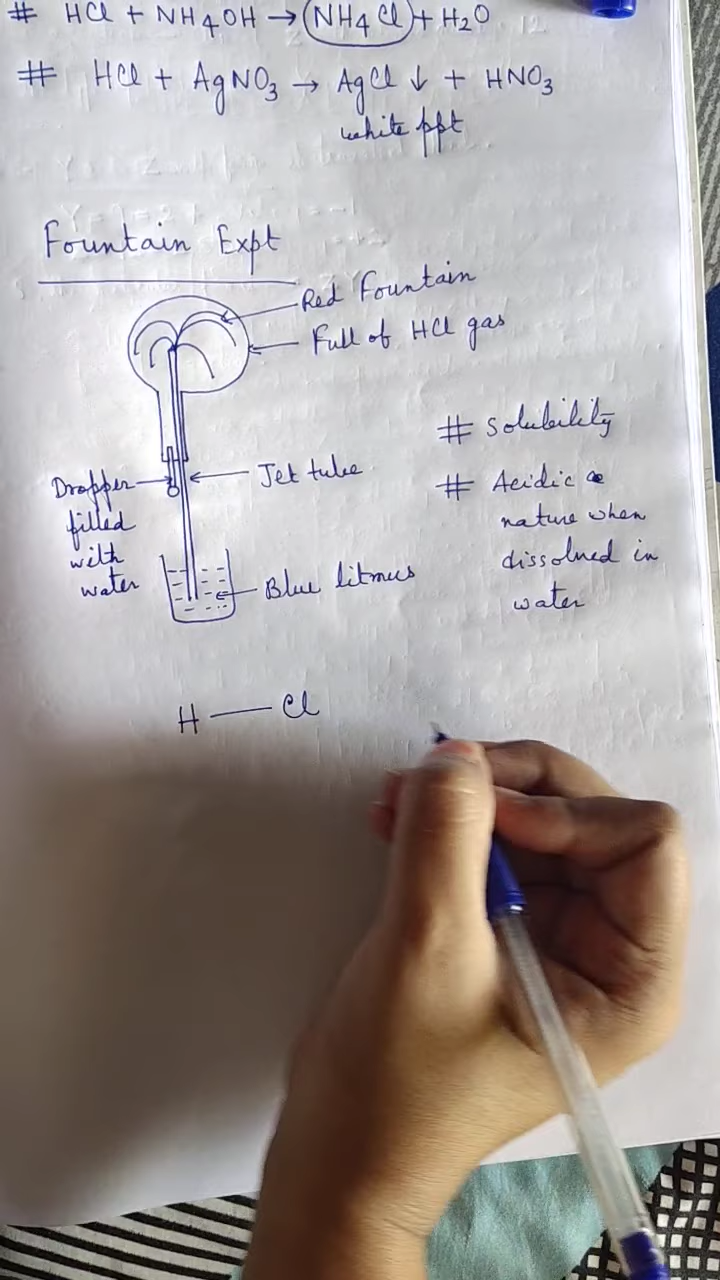 # HCl + NH₄OH → NH₄Cl + H₂O
# HCl + AgNO₃ → AgCl ↓ + HNO₃
white ppt
Fountain Expt
Red Fountain
Full of HCl gas
# Solubility
# Acidic
nature when
dissolved in
water
Dropper
filled
with
water
Jet tube
Blue litmus
H — Cl